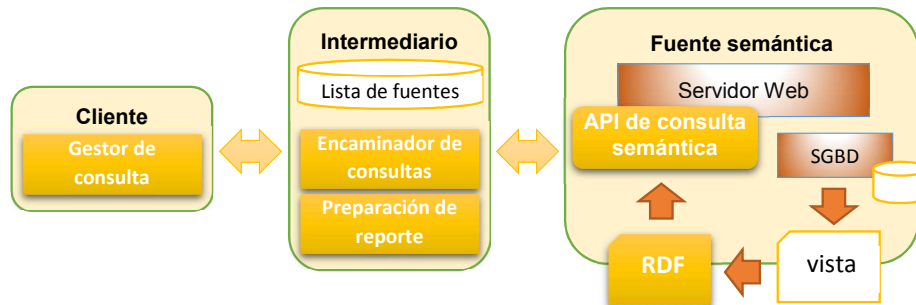 Cliente
Gestor de
consulta
Intermediario
Lista de fuentes
Encaminador de
consultas
Preparación de
reporte
Fuente semántica
Servidor Web
API de consulta
semántica
SGBD
RDF
vista